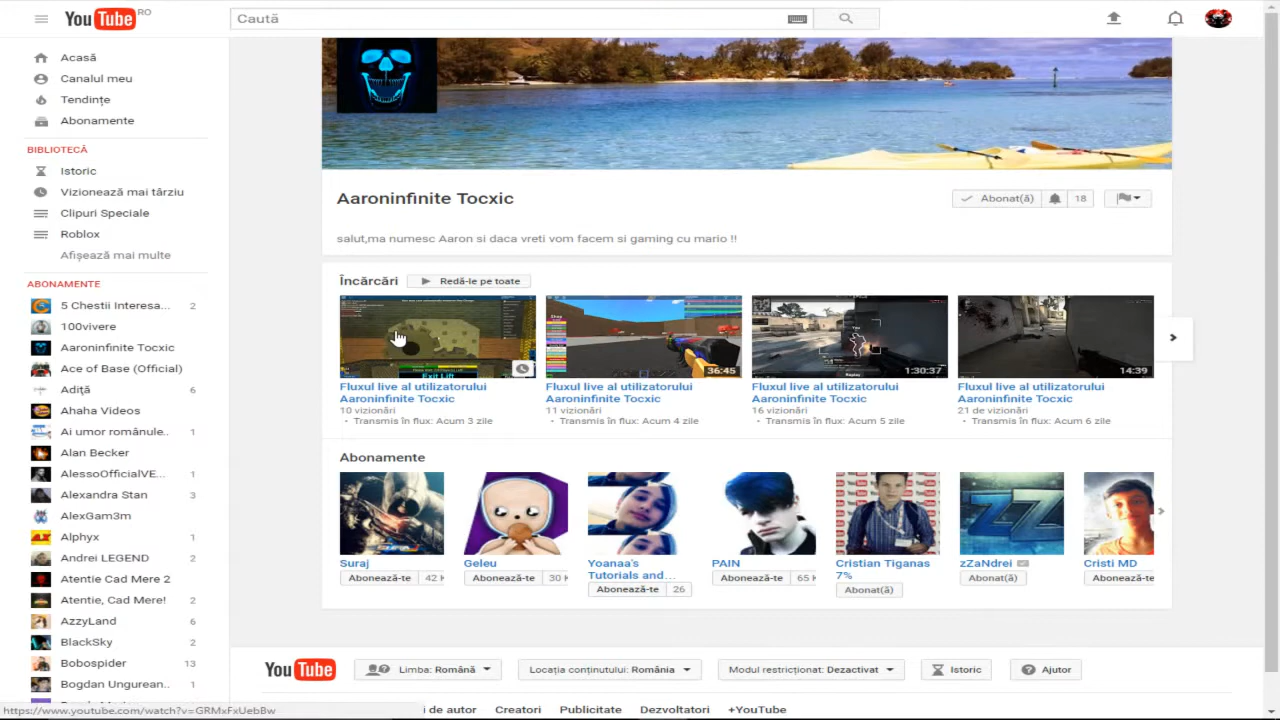 YouTube RO
Caută
Acasă
Canalul meu
Tendințe
Abonamente
BIBLIOTECĂ
Istoric
Vizionează mai târziu
Clipuri Speciale
Roblox
Afișează mai multe
ABONAMENTE
5 Chestii Interesa... 2
100vivere
Aaroninfinite Tocxic
Ace of Base (Official)
Adiță 6
Ahaha Videos
Ai umor românule.. 1
Alan Becker
AlessoOfficialVE... 1
Alexandra Stan 3
AlexGam3m
Alphyx 1
Andrei LEGEND 2
Atentie Cad Mere 2
Atentie, Cad Mere! 2
AzzyLand 6
BlackSky 2
Bobospider 13
Bogdan Ungurean.. 1
https://www.youtube.com/watch?v=GRMxFxUebBw
Aaroninfinite Tocxic
Abonat(ă) 18
salut,ma numesc Aaron si daca vreti vom facem si gaming cu mario !!
Încărcări Redă-le pe toate
Exit Lift
36:45
1:30:37
14:39
Fluxul live al utilizatorului Aaroninfinite Tocxic
10 vizionări
• Transmis în flux: Acum 3 zile
Fluxul live al utilizatorului Aaroninfinite Tocxic
11 vizionări
• Transmis în flux: Acum 4 zile
Fluxul live al utilizatorului Aaroninfinite Tocxic
16 vizionări
• Transmis în flux: Acum 5 zile
Fluxul live al utilizatorului Aaroninfinite Tocxic
21 de vizionări
• Transmis în flux: Acum 6 zile
Abonamente
Suraj
Abonează-te 42
Geleu
Abonează-te 30
Yoanaa's
Tutorials and...
Abonează-te 26
PAIN
Abonează-te 65
Cristian Tiganas
7%
Abonat(ă)
zZaNdrei
Abonat(ă)
Cristi MD
Abonează-te
YouTube Limba: Română Locația conținutului: România Modul restricționat: Dezactivat Istoric Ajutor
i de autor Creatori Publicitate Dezvoltatori +YouTube